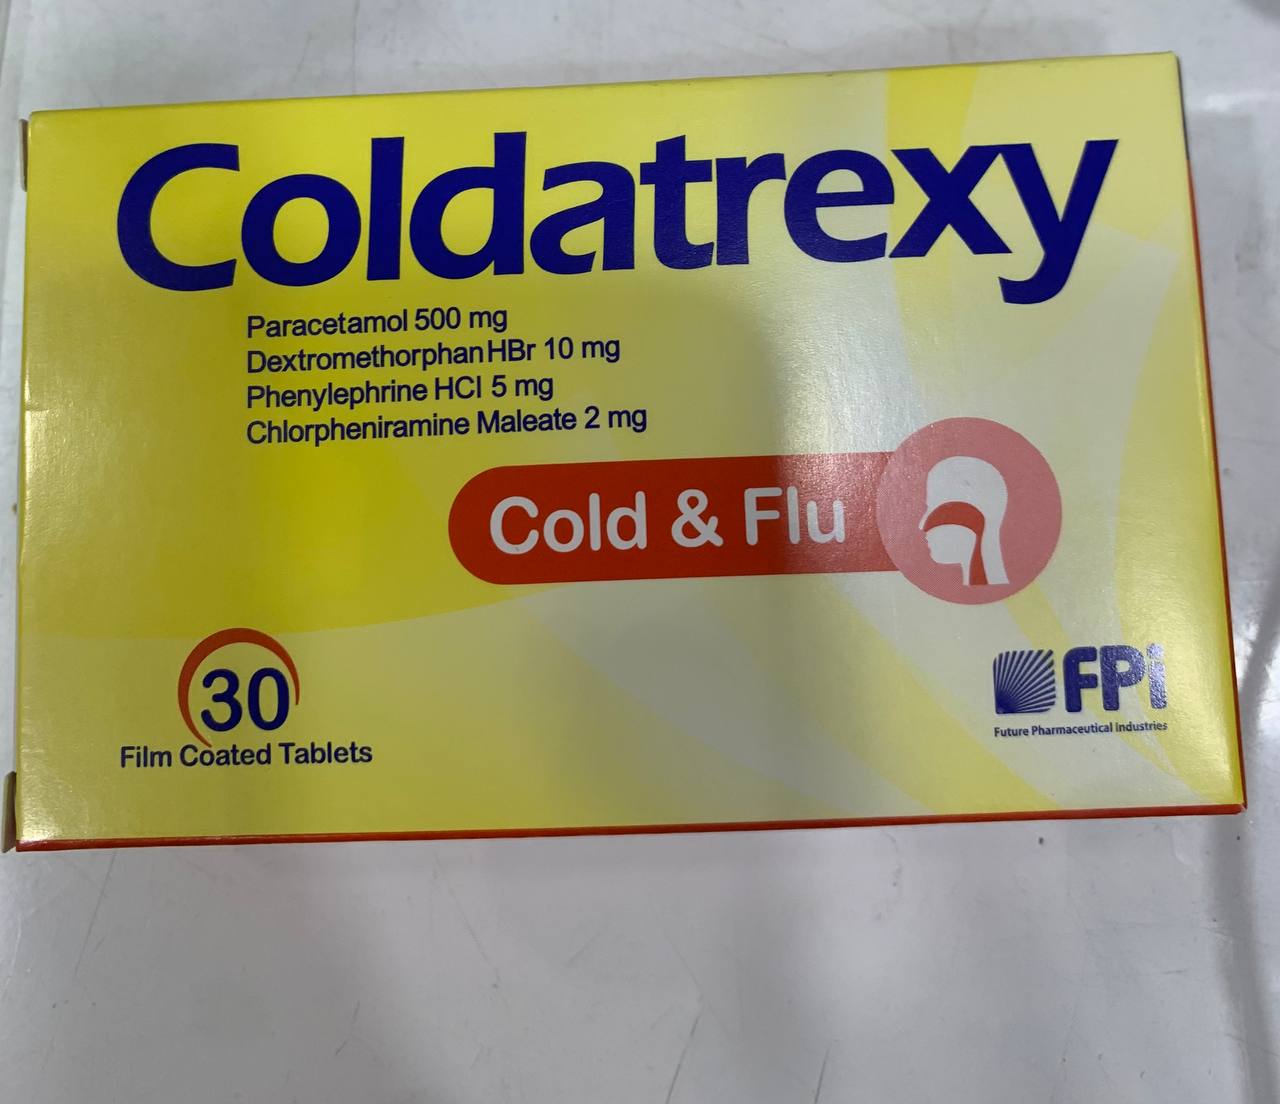 Coldatrexy
Paracetamol 500 mg
Dextromethorphan HBr 10 mg
Phenylephrine HCl 5 mg
Chlorpheniramine Maleate 2 mg
Cold & Flu
30
Film Coated Tablets
FPi
Future Pharmaceutical Industries